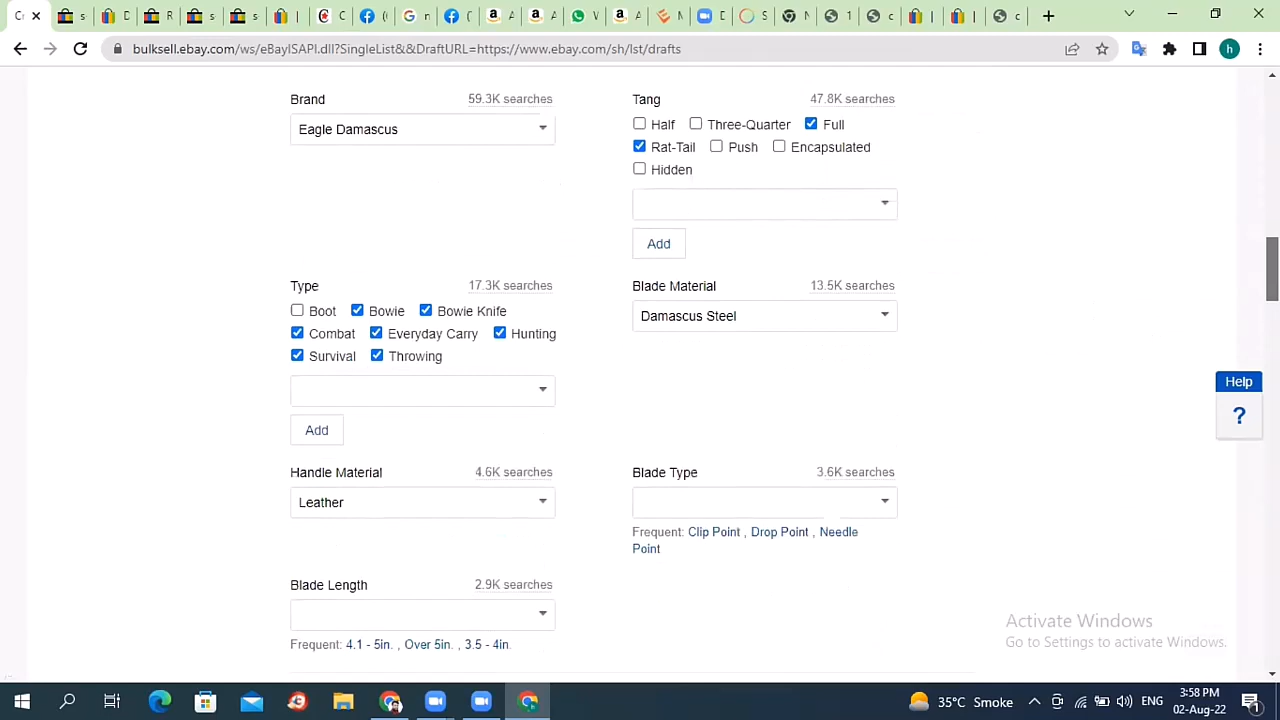 bulksell.ebay.com/ws/eBayISAPI.dll?SingleList&&DraftURL=https://www.ebay.com/sh/lst/drafts
Brand 59.3K searches
Eagle Damascus
Tang 47.8K searches
Half Three-Quarter Full
Rat-Tail Push Encapsulated
Hidden
Add
Type 17.3K searches
Boot Bowie Bowie Knife
Combat Everyday Carry Hunting
Survival Throwing
Add
Blade Material 13.5K searches
Damascus Steel
Handle Material 4.6K searches
Leather
Blade Type 3.6K searches
Frequent: Clip Point , Drop Point , Needle
Point
Blade Length 2.9K searches
Frequent: 4.1 - 5in. , Over 5in. , 3.5 - 4in.
Help
?
Activate Windows
Go to Settings to activate Windows.
35°C Smoke
ENG
3:58 PM
02-Aug-22